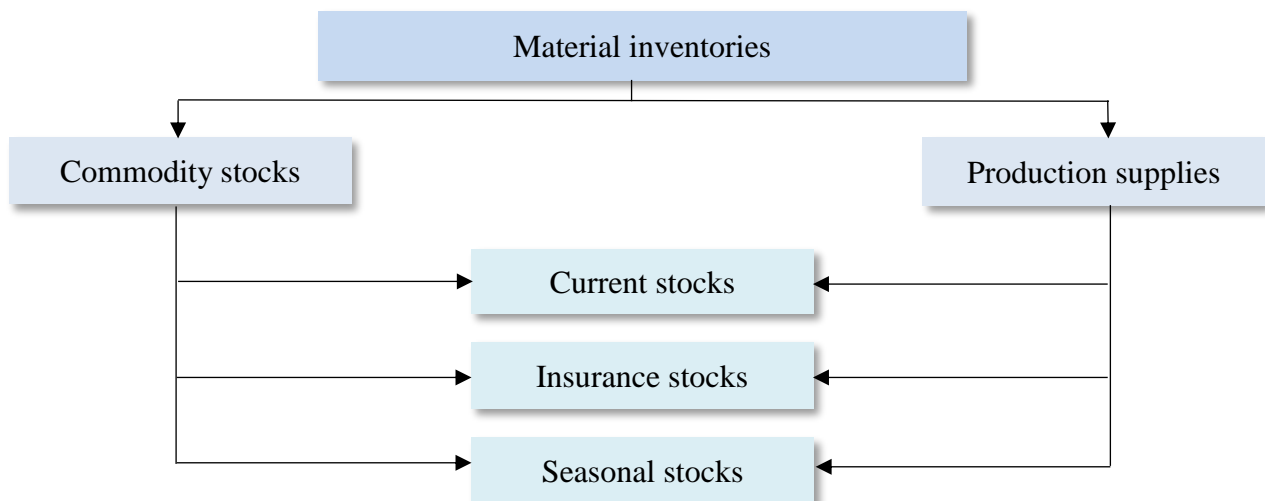 Material inventories
Commodity stocks
Production supplies
Current stocks
Insurance stocks
Seasonal stocks